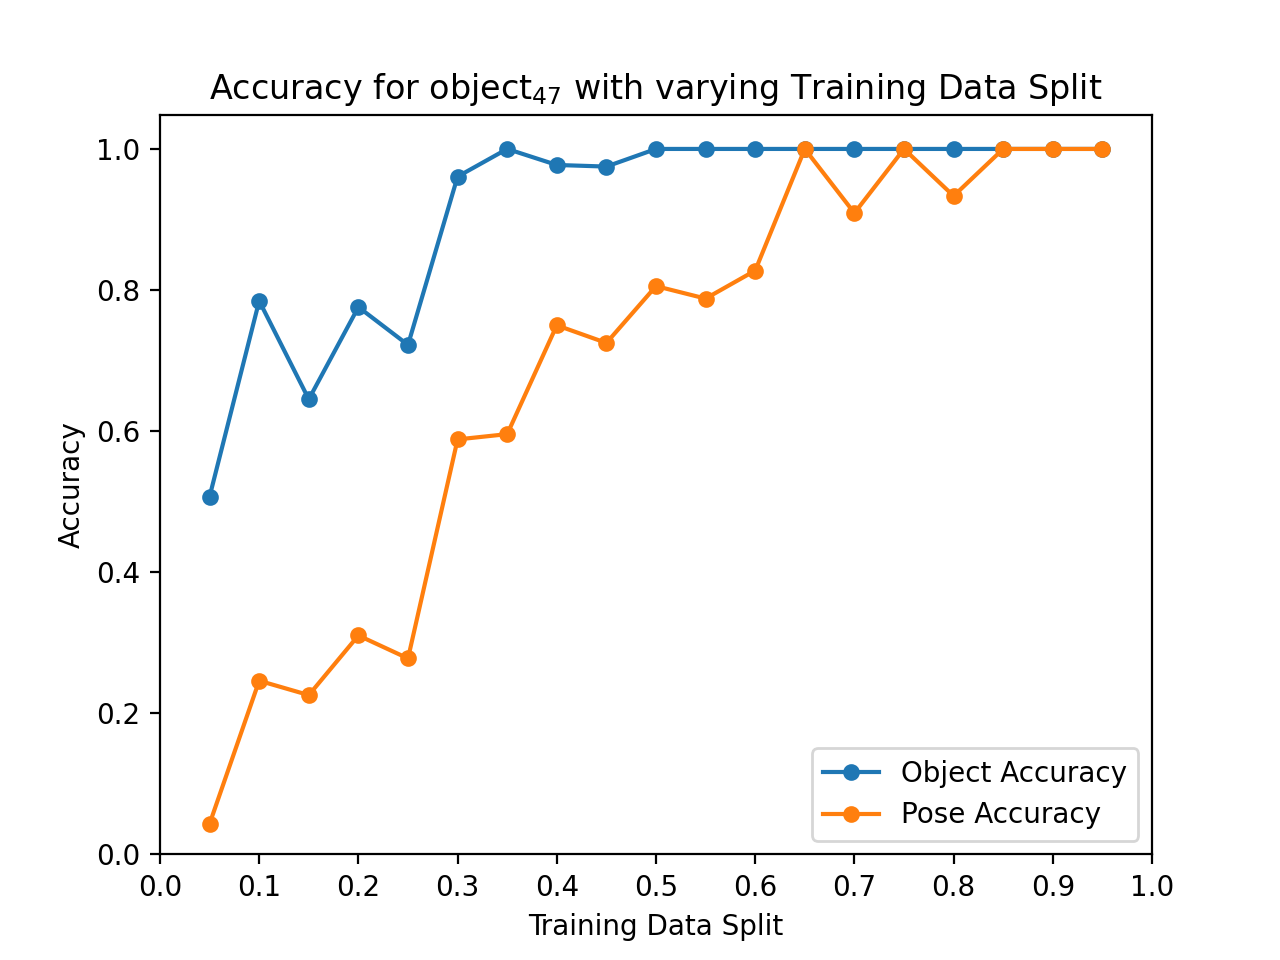 Accuracy for object₄₇ with varying Training Data Split
1.0
0.8
0.6
0.4
0.2
0.0
Accuracy
Object Accuracy
Pose Accuracy
0.0 0.1 0.2 0.3 0.4 0.5 0.6 0.7 0.8 0.9 1.0
Training Data Split